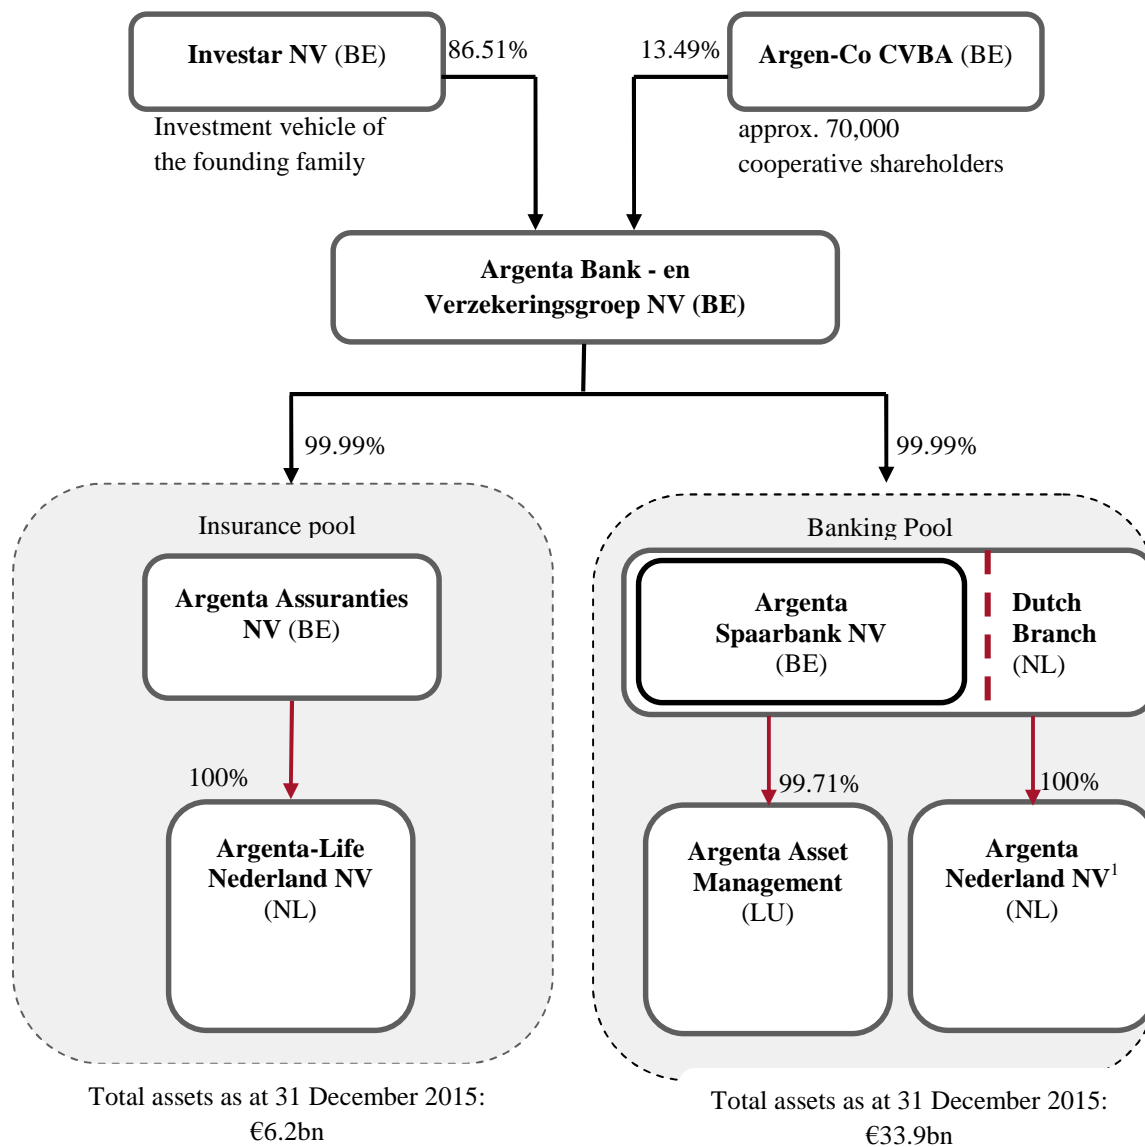 Investar NV (BE)
86.51%
13.49%
Argen-Co CVBA (BE)
Investment vehicle of
the founding family
approx. 70,000
cooperative shareholders
Argenta Bank - en
Verzekeringsgroep NV (BE)
99.99%
99.99%
Insurance pool
Argenta Assuranties
NV (BE)
100%
Argenta-Life
Nederland NV
(NL)
Total assets as at 31 December 2015:
€6.2bn
Banking Pool
Argenta
Spaarbank NV
(BE)
Dutch
Branch
(NL)
99.71%
100%
Argenta Asset
Management
(LU)
Argenta
Nederland NV¹
(NL)
Total assets as at 31 December 2015:
€33.9bn